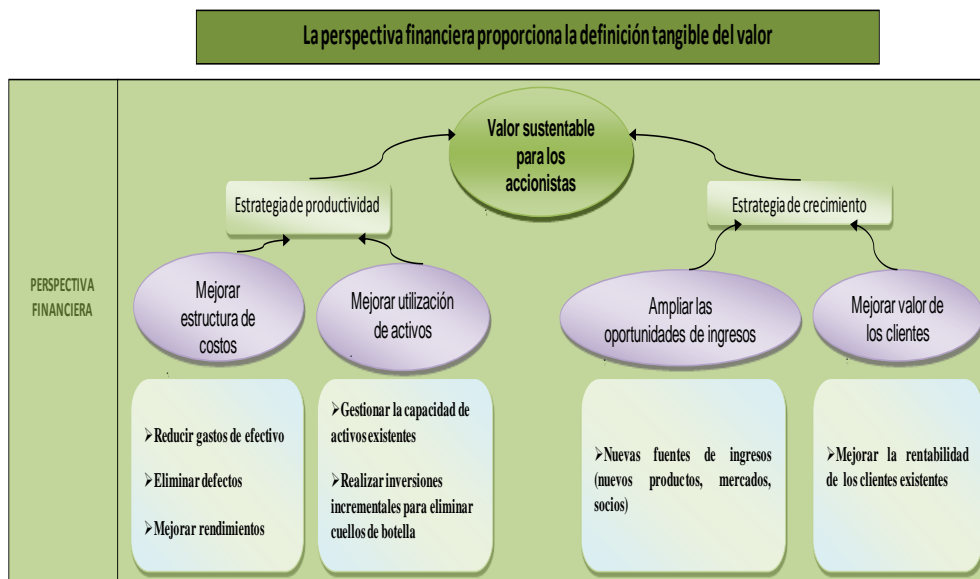 La perspectiva financiera proporciona la definición tangible del valor
Valor sustentable
para los
accionistas
Estrategia de productividad
Estrategia de crecimiento
PERSPECTIVA
FINANCIERA
Mejorar
estructura de
costos
Mejorar utilización
de activos
Ampliar las
oportunidades de ingresos
Mejorar valor de
los clientes
➢Reducir gastos de efectivo
➢Eliminar defectos
➢Mejorar rendimientos
➢Gestionar la capacidad de
activos existentes
➢Realizar inversiones
incrementales para eliminar
cuellos de botella
➢Nuevas fuentes de ingresos
(nuevos productos, mercados,
socios)
➢Mejorar la rentabilidad
de los clientes existentes